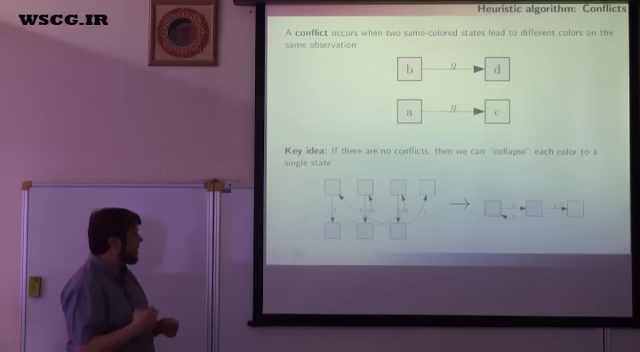 WSCG.IR
Heuristic algorithm: Conflicts
A conflict occurs when two same-colored states lead to different colors on the
same observation.
b y d
a y c
Key idea: If there are no conflicts, then we can "collapse" each color to a
single state.